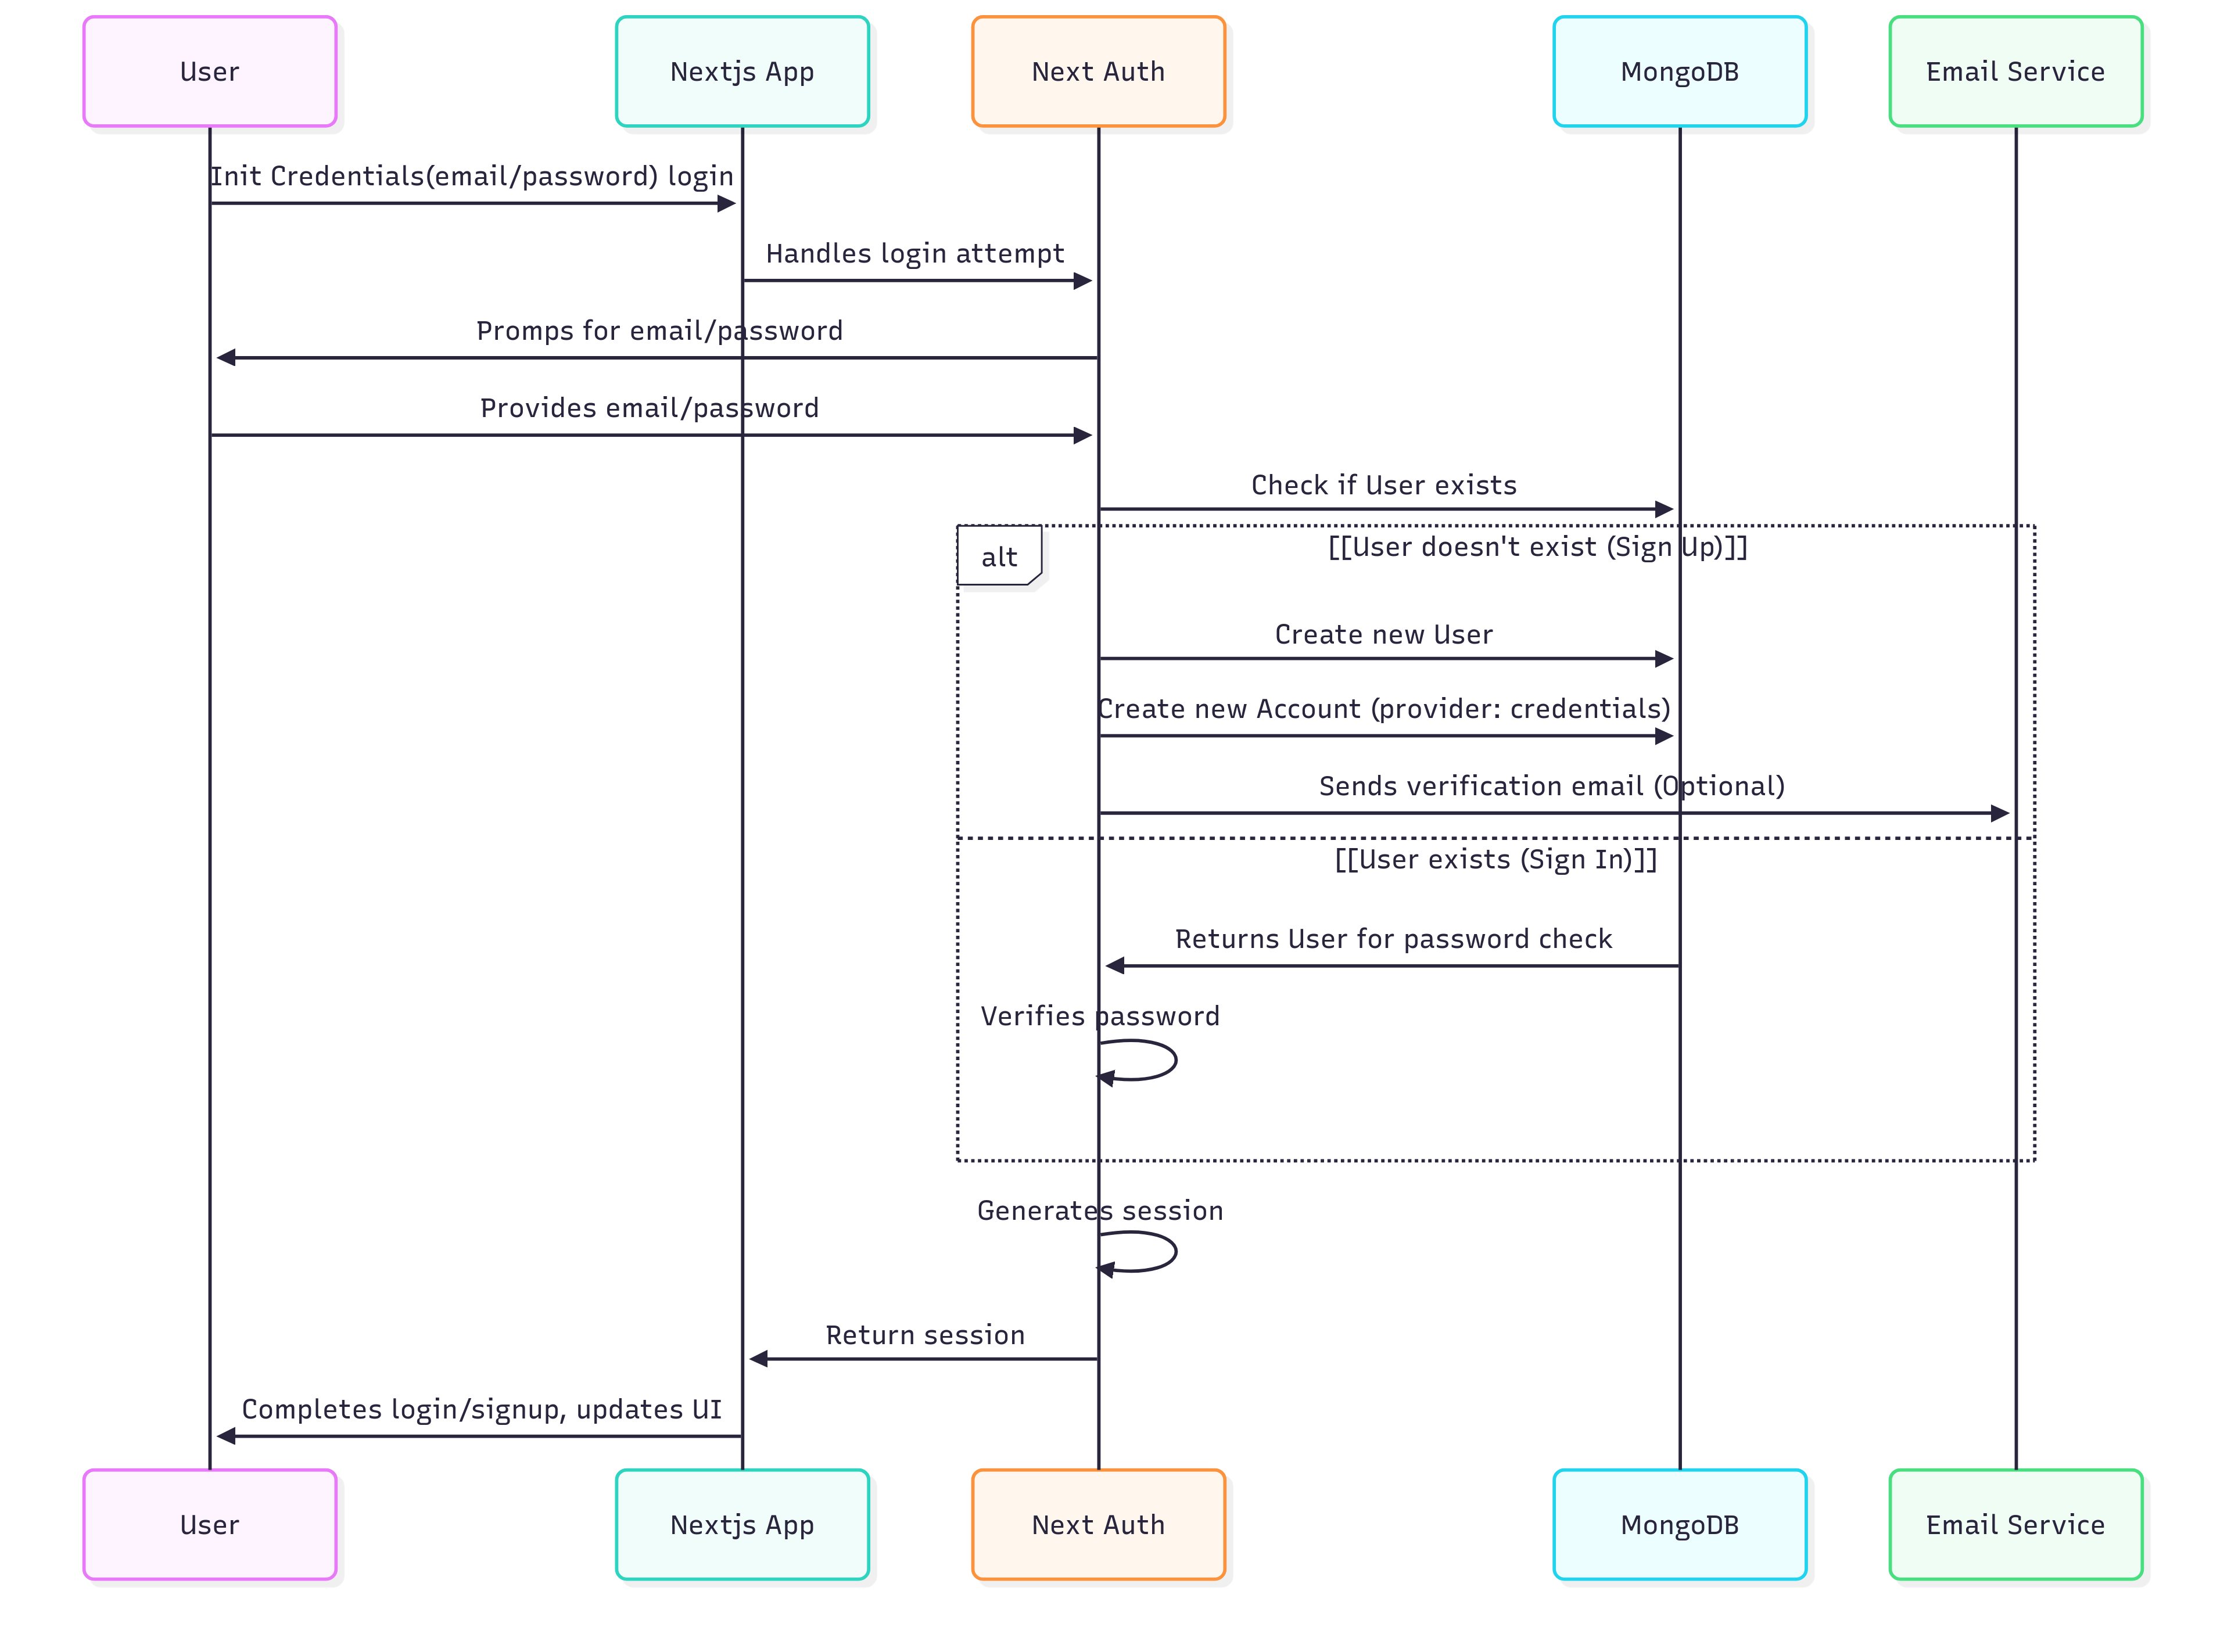 User
Nextjs App
Next Auth
MongoDB
Email Service
Init Credentials(email/password) login
Handles login attempt
Promps for email/password
Provides email/password
Check if User exists
alt
[[User doesn't exist (Sign Up)]]
Create new User
Create new Account (provider: credentials)
Sends verification email (Optional)
[[User exists (Sign In)]]
Returns User for password check
Verifies password
Generates session
Return session
Completes login/signup, updates UI
User
Nextjs App
Next Auth
MongoDB
Email Service